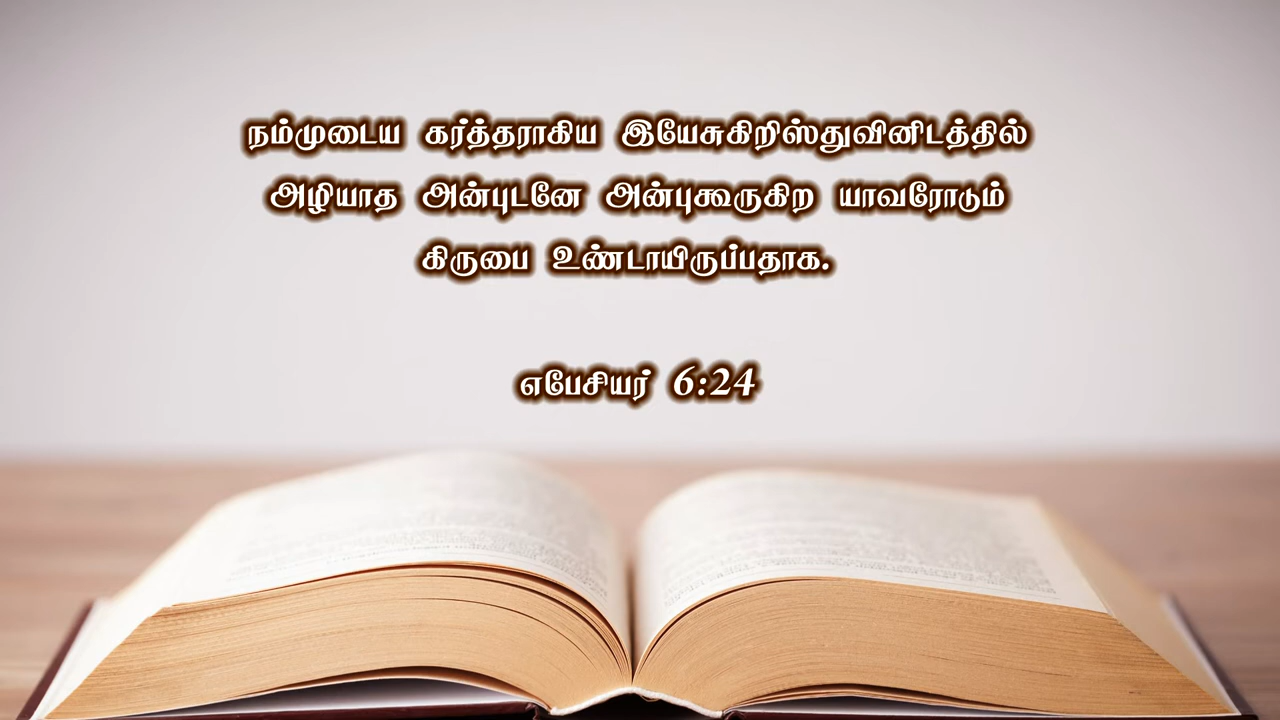 நம்முடைய கர்த்தராகிய இயேசுகிறிஸ்துவினிடத்தில்
அழியாத அன்புடனே அன்புகூருகிற யாவரோடும்
கிருபை உண்டாயிருப்பதாக.
எபேசியர் 6:24